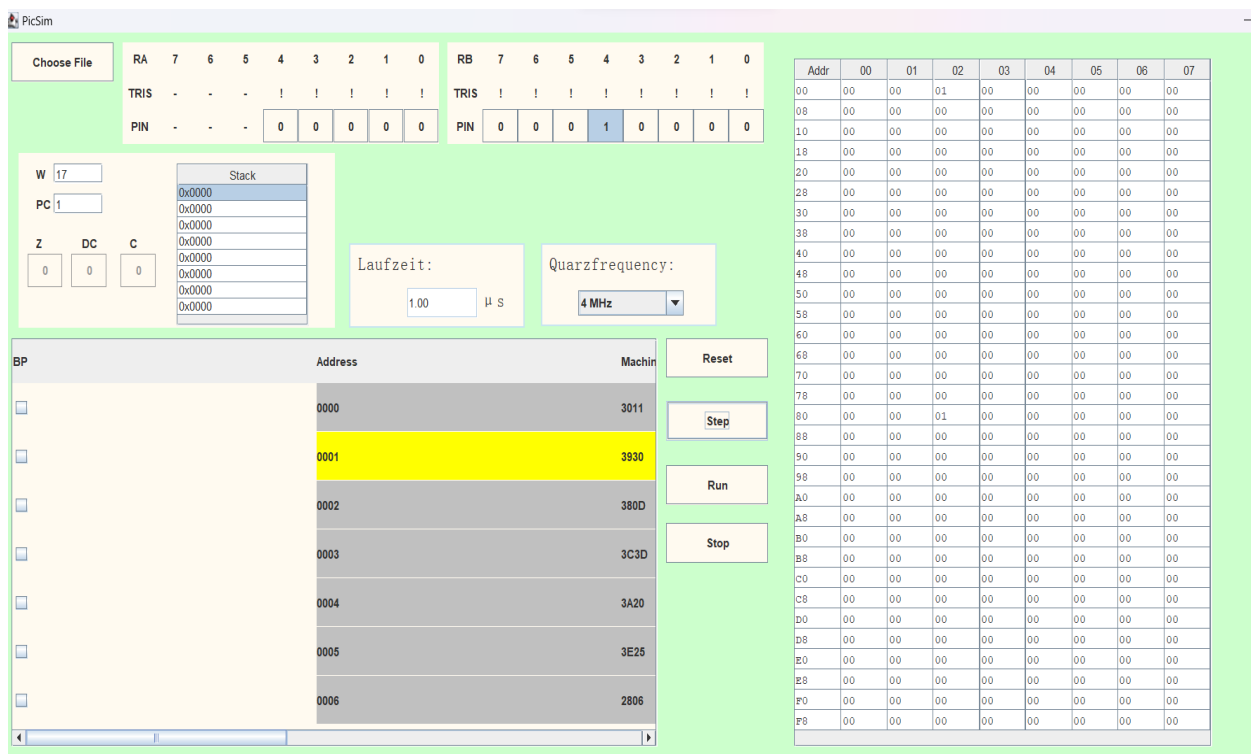 PicSim
Choose File
RA 7 6 5 4 3 2 1 0
TRIS - - - ! ! ! ! !
PIN - - - 0 0 0 0 0
RB 7 6 5 4 3 2 1 0
TRIS ! ! ! ! ! ! ! !
PIN 0 0 0 1 0 0 0 0
W 17
PC 1
Z DC C
0 0 0
Stack
0x0000
0x0000
0x0000
0x0000
0x0000
0x0000
0x0000
0x0000
Laufzeit:
1.00 μ s
Quarzfrequency:
4 MHz
BP Address Machin
0000 3011
0001 3930
0002 380D
0003 3C3D
0004 3A20
0005 3E25
0006 2806
Reset
Step
Run
Stop
Addr 00 01 02 03 04 05 06 07
00 00 00 01 00 00 00 00 00
08 00 00 00 00 00 00 00 00
10 00 00 00 00 00 00 00 00
18 00 00 00 00 00 00 00 00
20 00 00 00 00 00 00 00 00
28 00 00 00 00 00 00 00 00
30 00 00 00 00 00 00 00 00
38 00 00 00 00 00 00 00 00
40 00 00 00 00 00 00 00 00
48 00 00 00 00 00 00 00 00
50 00 00 00 00 00 00 00 00
58 00 00 00 00 00 00 00 00
60 00 00 00 00 00 00 00 00
68 00 00 00 00 00 00 00 00
70 00 00 00 00 00 00 00 00
78 00 00 00 00 00 00 00 00
80 00 00 01 00 00 00 00 00
88 00 00 00 00 00 00 00 00
90 00 00 00 00 00 00 00 00
98 00 00 00 00 00 00 00 00
A0 00 00 00 00 00 00 00 00
A8 00 00 00 00 00 00 00 00
B0 00 00 00 00 00 00 00 00
B8 00 00 00 00 00 00 00 00
C0 00 00 00 00 00 00 00 00
C8 00 00 00 00 00 00 00 00
D0 00 00 00 00 00 00 00 00
D8 00 00 00 00 00 00 00 00
E0 00 00 00 00 00 00 00 00
E8 00 00 00 00 00 00 00 00
F0 00 00 00 00 00 00 00 00
F8 00 00 00 00 00 00 00 00